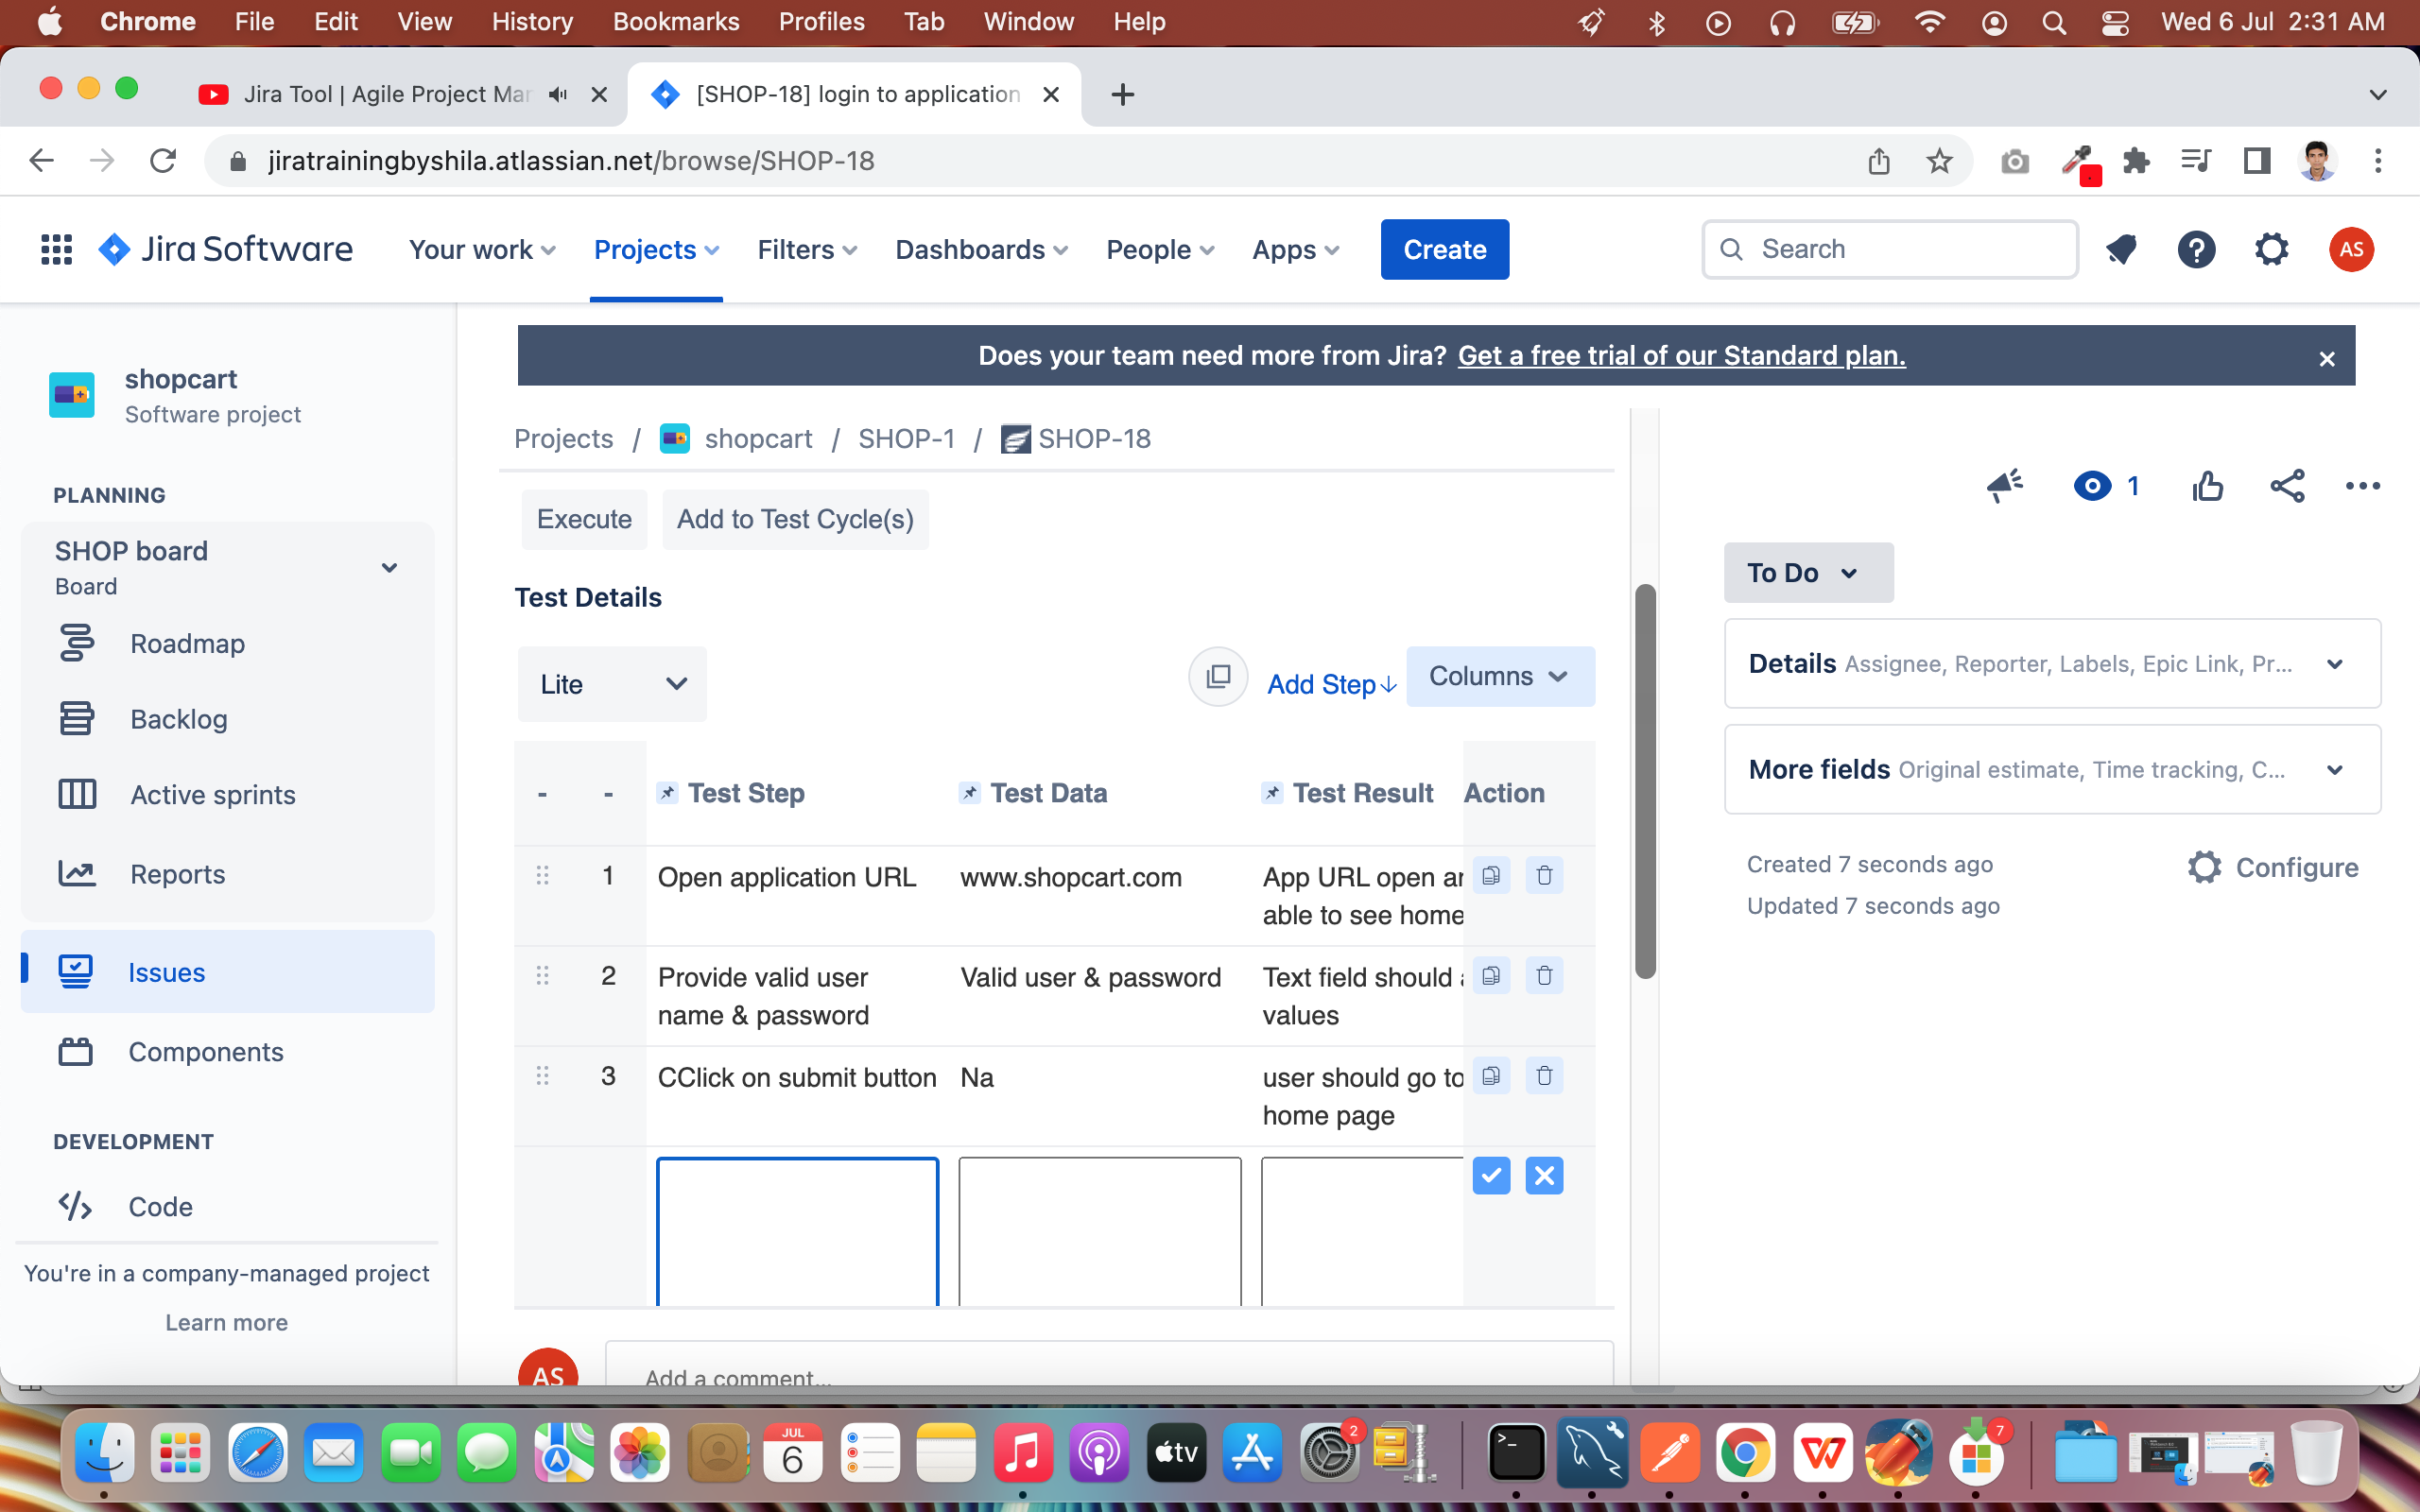 Chrome File Edit View History Bookmarks Profiles Tab Window Help Wed 6 Jul 2:31 AM
Jira Tool | Agile Project Mar [SHOP-18] login to application
jiratrainingbyshila.atlassian.net/browse/SHOP-18
Jira Software Your work Projects Filters Dashboards People Apps Create Search AS
Does your team need more from Jira? Get a free trial of our Standard plan.
shopcart
Software project
PLANNING
SHOP board
Board
Roadmap
Backlog
Active sprints
Reports
Issues
Components
DEVELOPMENT
Code
You're in a company-managed project
Learn more
Projects / shopcart / SHOP-1 / SHOP-18
Execute Add to Test Cycle(s)
Test Details
Lite Add Step Columns
- - Test Step Test Data Test Result Action
1 Open application URL www.shopcart.com App URL open
able to see home
2 Provide valid user Valid user & password Text field should
name & password values
3 CClick on submit button Na user should go to
home page
AS Add a comment...
1
To Do
Details Assignee, Reporter, Labels, Epic Link, Pr...
More fields Original estimate, Time tracking, C...
Created 7 seconds ago Configure
Updated 7 seconds ago
JUL
6
tv
2
7